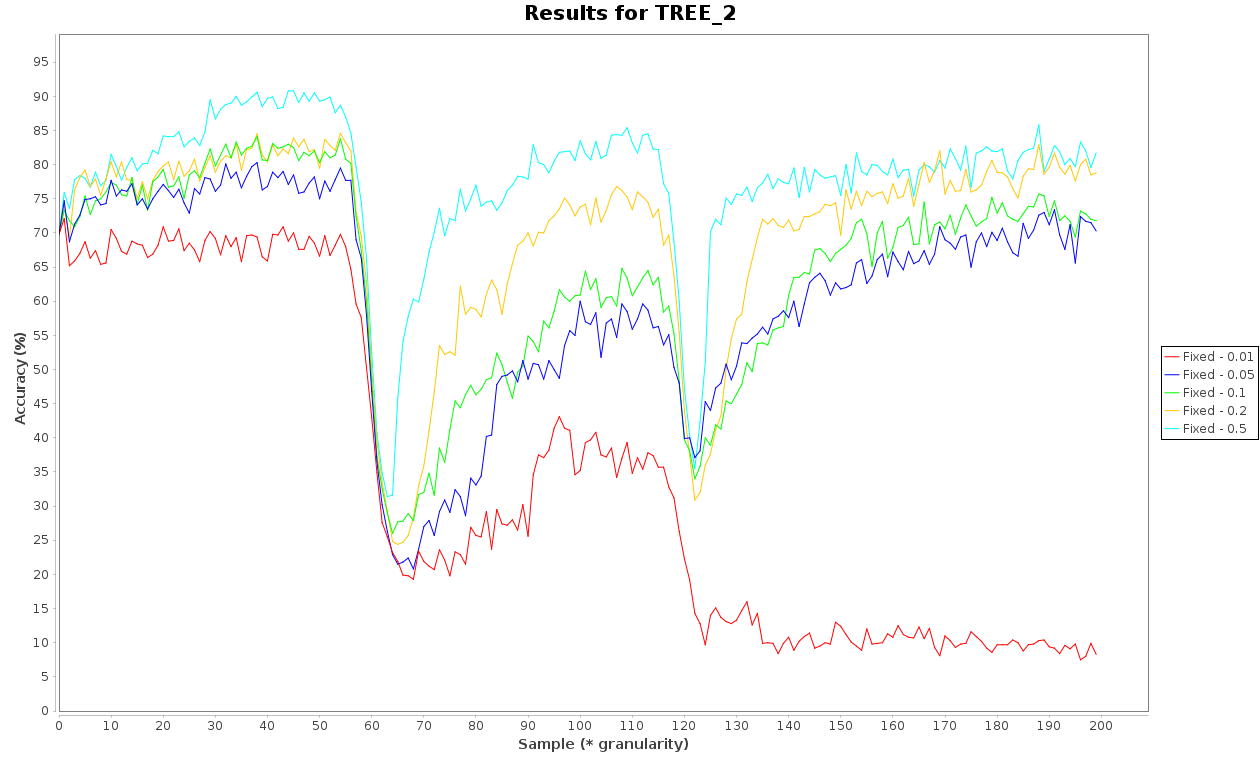 Results for TREE_2
Accuracy (%)
95
90
85
80
75
70
65
60
55
50
45
40
35
30
25
20
15
10
5
0
0 10 20 30 40 50 60 70 80 90 100 110 120 130 140 150 160 170 180 190 200
Sample (* granularity)
Fixed - 0.01
Fixed - 0.05
Fixed - 0.1
Fixed - 0.2
Fixed - 0.5